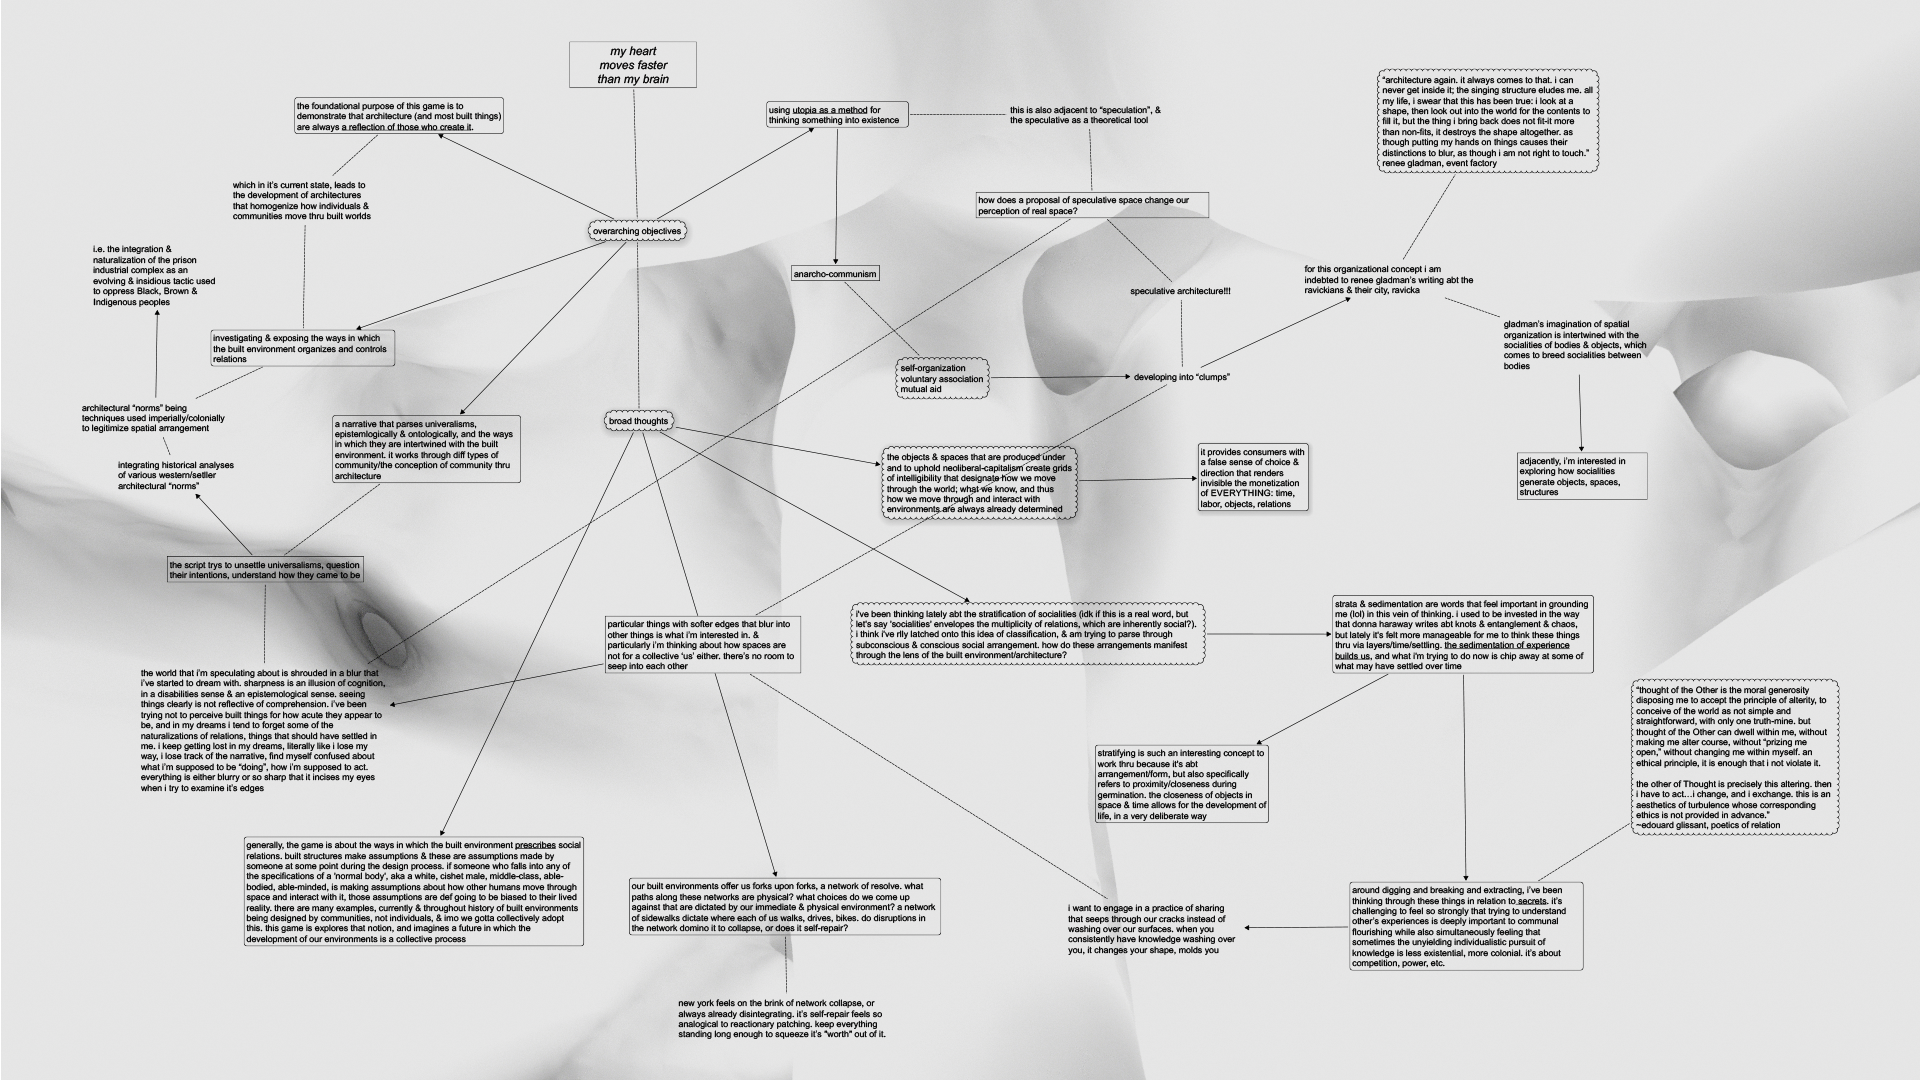 my heart
moves faster
than my brain
the foundational purpose of this game is to
demonstrate that architecture (and most built things)
are always a reflection of those who create it.
using utopia as a method for
thinking something into existence
this is also adjacent to “speculation”, &
the speculative as a theoretical tool
“architecture again. it always comes to that. i can
never get inside it; the singing structure eludes me. all
my life, i swear that this has been true: i look at a
shape, then look out into the world for the contents to
fill it, but the thing i bring back does not fit-it more
than non-fits, it destroys the shape altogether. as
though putting my hands on things causes their
distinctions to blur, as though i am not right to touch.”
renee gladman, event factory
which in it’s current state, leads to
the development of architectures
that homogenize how individuals &
communities move thru built worlds
how does a proposal of speculative space change our
perception of real space?
overarching objectives
i.e. the integration &
naturalization of the prison
industrial complex as an
evolving & insidious tactic used
to oppress Black, Brown &
Indigenous peoples
anarcho-communism
speculative architecture!!!
for this organizational concept i am
indebted to renee gladman’s writing abt the
ravickians & their city, ravicka
gladman’s imagination of spatial
organization is intertwined with the
socialities of bodies & objects, which
comes to breed socialities between
bodies
investigating & exposing the ways in which
the built environment organizes and controls
relations
self-organization
voluntary association
mutual aid
developing into “clumps”
architectural “norms” being
techniques used imperially/colonially
to legitimize spatial arrangement
a narrative that parses univeralisms,
epistemologically & ontologically, and the ways
in which they are intertwined with the built
environment. it works through diff types of
community/the conception of community thru
architecture
broad thoughts
integrating historical analyses
of various western/settler
architectural “norms”
the objects & spaces that are produced under
and to uphold neoliberal-capitalism create grids
of intelligibility that designate how we move
through the world; what we know, and thus
how we move through and interact with
environments are always already determined
it provides consumers with
a false sense of choice &
direction that renders
invisible the monetization
of EVERYTHING: time,
labor, objects, relations
adjacently, i’m interested in
exploring how socialities
generate objects, spaces,
structures
the script trys to unsettle universalisms, question
their intentions, understand how they came to be
particular things with softer edges that blur into
other things is what i’m interested in. &
particularly i’m thinking about how spaces are
not for a collective ‘us’ either. there’s no room to
seep into each other
i’ve been thinking lately abt the stratification of socialities (idk if this is a real word, but
let’s say ‘socialities’ envelopes the multiplicity of relations, which are inherently social?).
i think i’ve rlly latched onto this idea of classification, & am trying to parse through
subconscious & conscious social arrangement. how do these arrangements manifest
through the lens of the built environment/architecture?
strata & sedimentation are words that feel important in grounding
me (lol) in this vein of thinking. i used to be invested in the way
that donna haraway writes abt knots & entanglement & chaos,
but lately it’s felt more manageable for me to think these things
thru via layers/time/settling. the sedimentation of experience
builds us, and what i’m trying to do now is chip away at some of
what may have settled over time
the world that i’m speculating about is shrouded in a blur that
i’ve started to dream with. sharpness is an illusion of cognition,
in a disabilities sense & an epistemological sense. seeing
things clearly is not reflective of comprehension. i’ve been
trying not to perceive built things for how acute they appear to
be, and in my dreams i tend to forget some of the
naturalizations of relations, things that should have settled in
me. i keep getting lost in my dreams, literally like i lose my
way, i lose track of the narrative, find myself confused about
what i’m supposed to be “doing”, how i’m supposed to act.
everything is either blurry or so sharp that it incises my eyes
when i try to examine it’s edges
“thought of the Other is the moral generosity
disposing me to accept the principle of alterity, to
conceive of the world as not simple and
straightforward, with only one truth-mine. but
thought of the Other can dwell within me, without
making me alter course, without “prizing me
open,” without changing me within myself. an
ethical principle, it is enough that i not violate it.
the other of Thought is precisely this altering. then
i have to act…i change, and i exchange. this is an
aesthetics of turbulence whose corresponding
ethics is not provided in advance.”
~edouard glissant, poetics of relation
stratifying is such an interesting concept to
work thru because it’s abt
arrangement/form, but also specifically
refers to proximity/closeness during
germination. the closeness of objects in
space & time allows for the development of
life, in a very deliberate way
generally, the game is about the ways in which the built environment prescribes social
relations. built structures make assumptions & these are assumptions made by
someone at some point during the design process. if someone who falls into any of
the specifications of a ‘normal body’, aka a white, cishet male, middle-class, able-
bodied, able-minded, is making assumptions about how other humans move through
space and interact with it, those assumptions are def going to be biased to their lived
reality. there are many examples, currently & throughout history of built environments
being designed by communities, not individuals, & imo we gotta collectively adopt
this. this game is explores that notion, and imagines a future in which the
development of our environments is a collective process
our built environments offer us forks upon forks, a network of resolve. what
paths along these networks are physical? what choices do we come up
against that are dictated by our immediate & physical environment? a network
of sidewalks dictate where each of us walks, drives, bikes. do disruptions in
the network domino it to collapse, or does it self-repair?
i want to engage in a practice of sharing
that seeps through our cracks instead of
washing over our surfaces. when you
consistently have knowledge washing over
you, it changes your shape, molds you
around digging and breaking and extracting, i’ve been
thinking through these things in relation to secrets. it’s
challenging to feel so strongly that trying to understand
other’s experiences is deeply important to communal
flourishing while also simultaneously feeling that
sometimes the unyielding individualistic pursuit of
knowledge is less existential, more colonial. it’s about
competition, power, etc.
new york feels on the brink of network collapse, or
always already disintegrating. it’s self-repair feels so
analogical to reactionary patching. keep everything
standing long enough to squeeze it’s “worth” out of it.